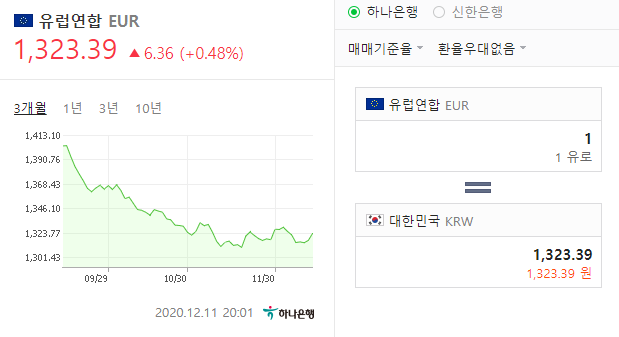 유럽연합 EUR
1,323.39 ▲ 6.36 (+0.48%)
3개월 1년 3년 10년
1,413.10
1,390.76
1,368.43
1,346.10
1,323.77
1,301.43
09/29 10/30 11/30
2020.12.11 20:01 하나은행
하나은행 신한은행
매매기준율 환율우대없음
유럽연합 EUR
1
1 유로
대한민국 KRW
1,323.39
1,323.39 원